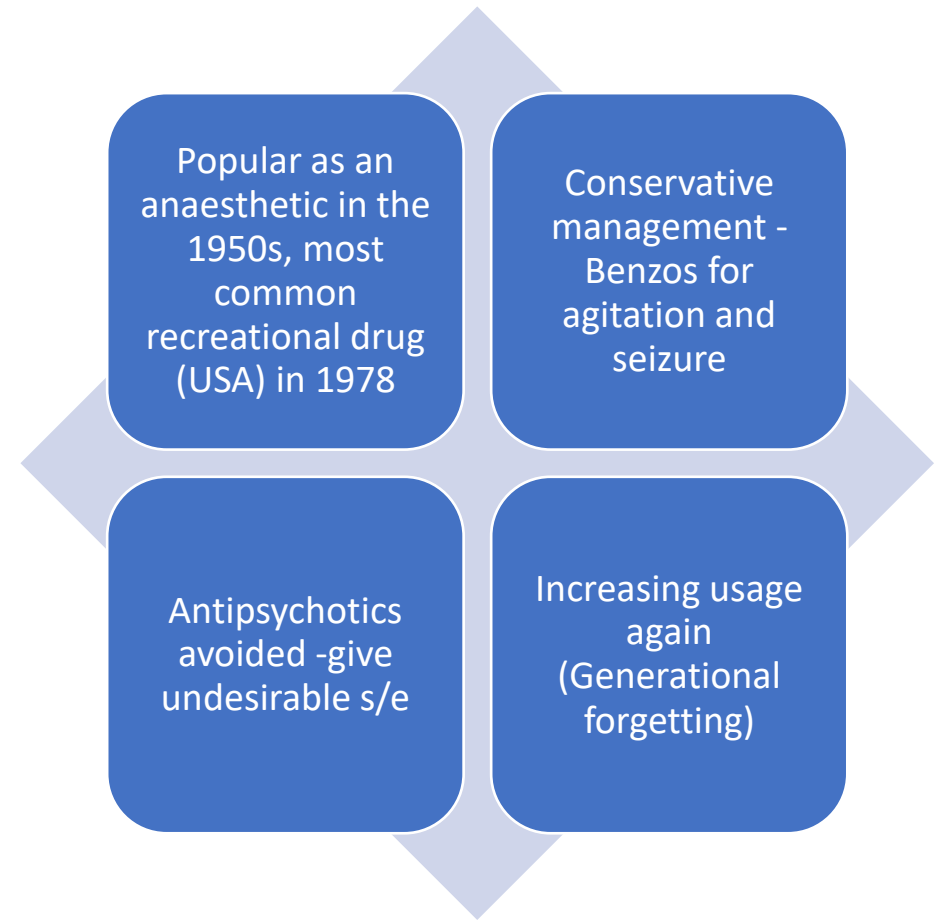 Popular as an
anaesthetic in the
1950s, most
common
recreational drug
(USA) in 1978
Conservative
management -
Benzos for
agitation and
seizure
Antipsychotics
avoided -give
undesirable s/e
Increasing usage
again
(Generational
forgetting)